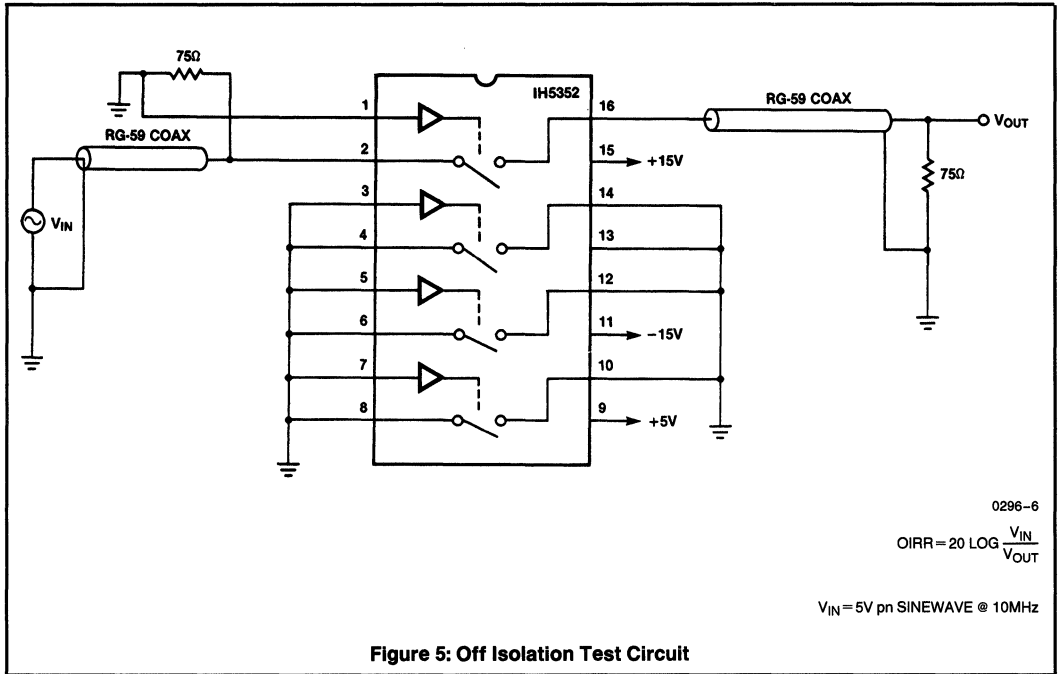 75Ω
IH5352
1
16
RG-59 COAX
VOUT
RG-59 COAX
2
15
+15V
75Ω
3
14
VIN
4
13
5
12
6
11
-15V
7
10
8
9
+5V
0296-6
OIRR = 20 LOG VIN/VOUT
VIN = 5V pn SINEWAVE @ 10MHz
Figure 5: Off Isolation Test Circuit